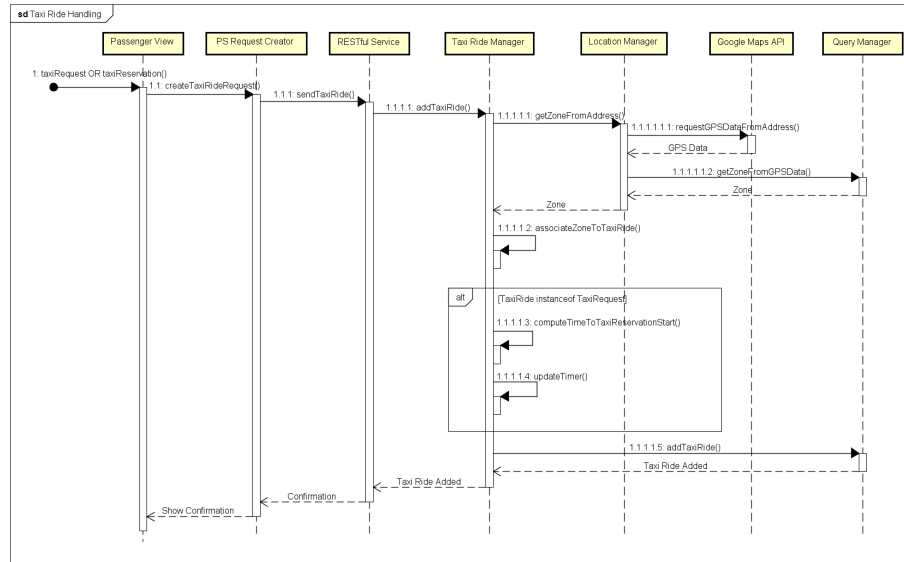 sd Taxi Ride Handling
Passenger View
PS Request Creator
RESTful Service
Taxi Ride Manager
Location Manager
Google Maps API
Query Manager
1: taxiRequest OR taxiReservation()
1.1: createTaxiRideRequest()
1.1.1: sendTaxiRide()
1.1.1.1: addTaxiRide()
1.1.1.1.1: getZoneFromAddress()
1.1.1.1.1.1: requestGPSDataFromAddress()
GPS Data
1.1.1.1.1.2: getZoneFromGPSData()
Zone
Zone
1.1.1.1.2: associateZoneToTaxiRide()
alt
[TaxiRide instanceof TaxiRequest]
1.1.1.1.3: computeTimeToTaxiReservationStart()
1.1.1.1.4: updateTimer()
1.1.1.1.5: addTaxiRide()
Taxi Ride Added
Taxi Ride Added
Confirmation
Show Confirmation